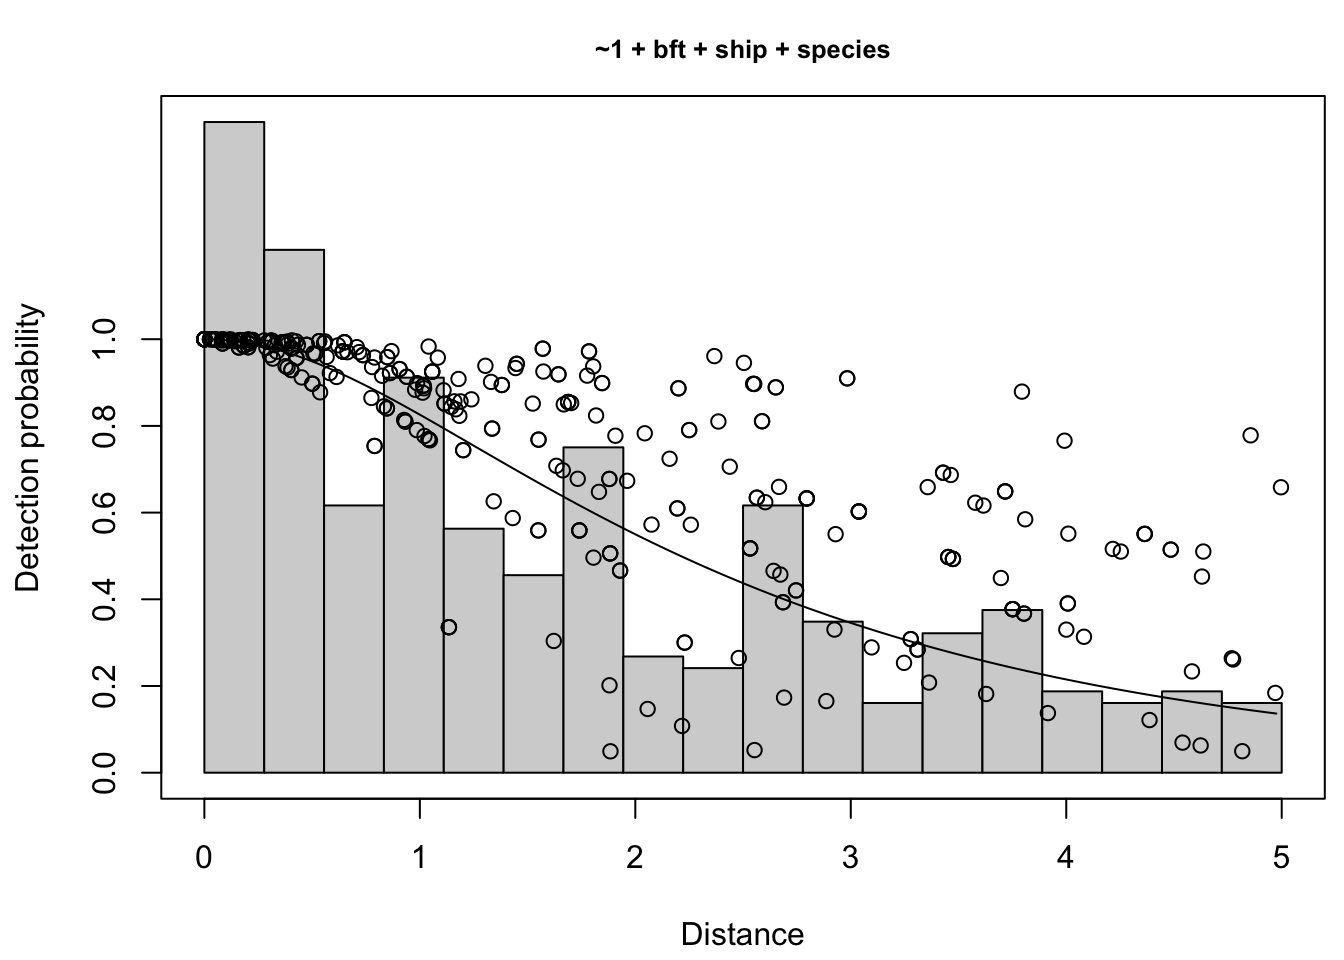 ~1 + bft + ship + species
Detection probability
1.0
0.8
0.6
0.4
0.2
0.0
0 1 2 3 4 5
Distance